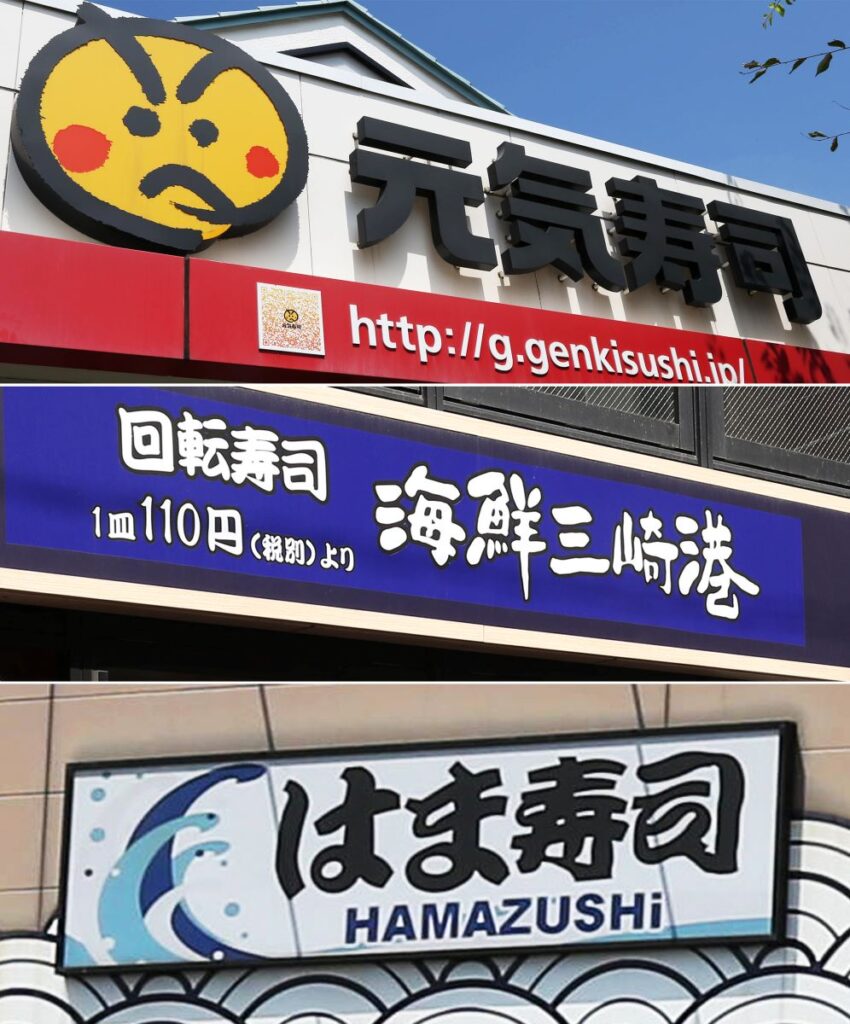 元気寿司
http://g.genkisushi.jp/
回転寿司
1皿110円(税別)より
海鮮三崎港
はま寿司
HAMAZUSHi